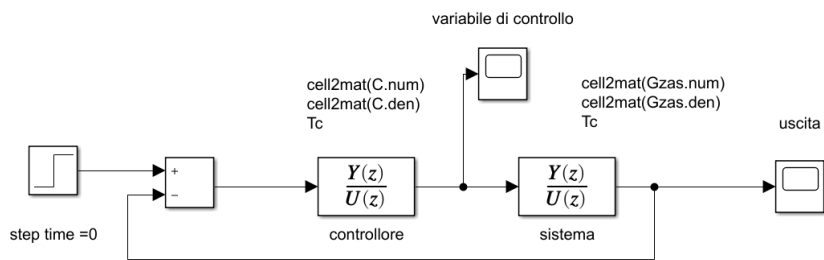 variabile di controllo
cell2mat(C.num)
cell2mat(C.den)
Tc
cell2mat(Gzas.num)
cell2mat(Gzas.den)
Tc
uscita
+
−
Y(z)
U(z)
Y(z)
U(z)
step time =0
controllore
sistema